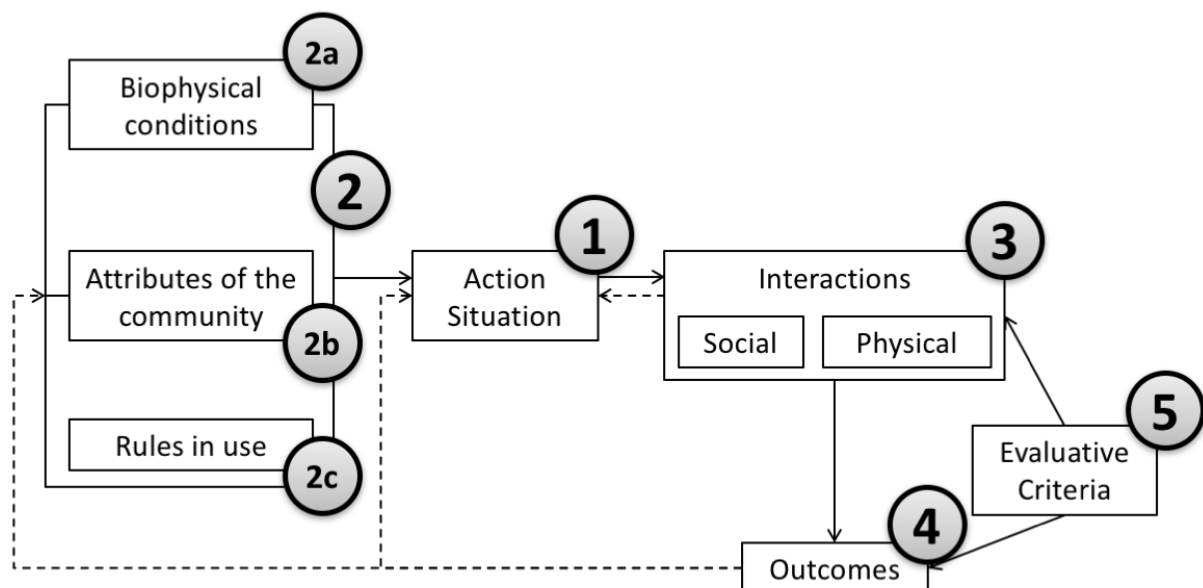 2a
Biophysical
conditions
2
1
3
Attributes of the
community
2b
Action
Situation
Interactions
Social
Physical
Rules in use
2c
5
Evaluative
Criteria
4
Outcomes